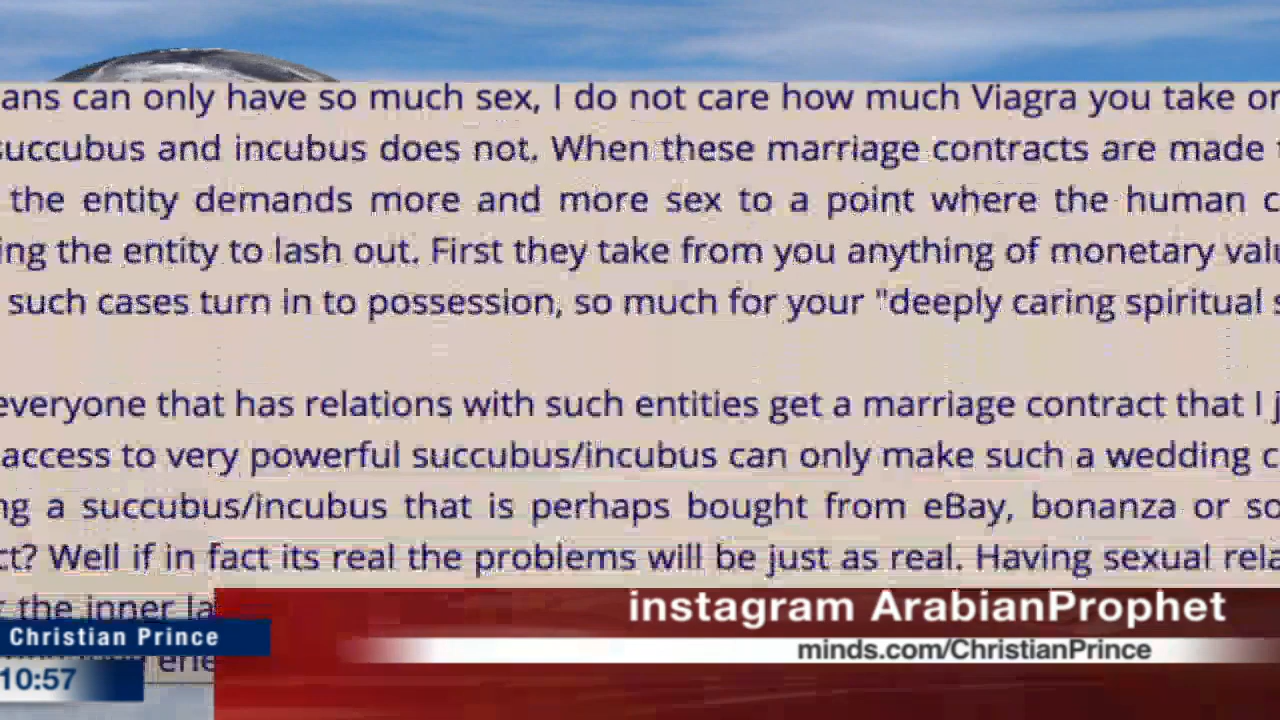 ans can only have so much sex, I do not care how much Viagra you take or
succubus and incubus does not. When these marriage contracts are made
the entity demands more and more sex to a point where the human c
ing the entity to lash out. First they take from you anything of monetary valu
such cases turn in to possession, so much for your "deeply caring spiritual s
everyone that has relations with such entities get a marriage contract that I j
access to very powerful succubus/incubus can only make such a wedding c
ng a succubus/incubus that is perhaps bought from eBay, bonanza or so
ct? Well if in fact its real the problems will be just as real. Having sexual rela
the inner la
instagram ArabianProphet
Christian Prince
minds.com/ChristianPrince
10:57